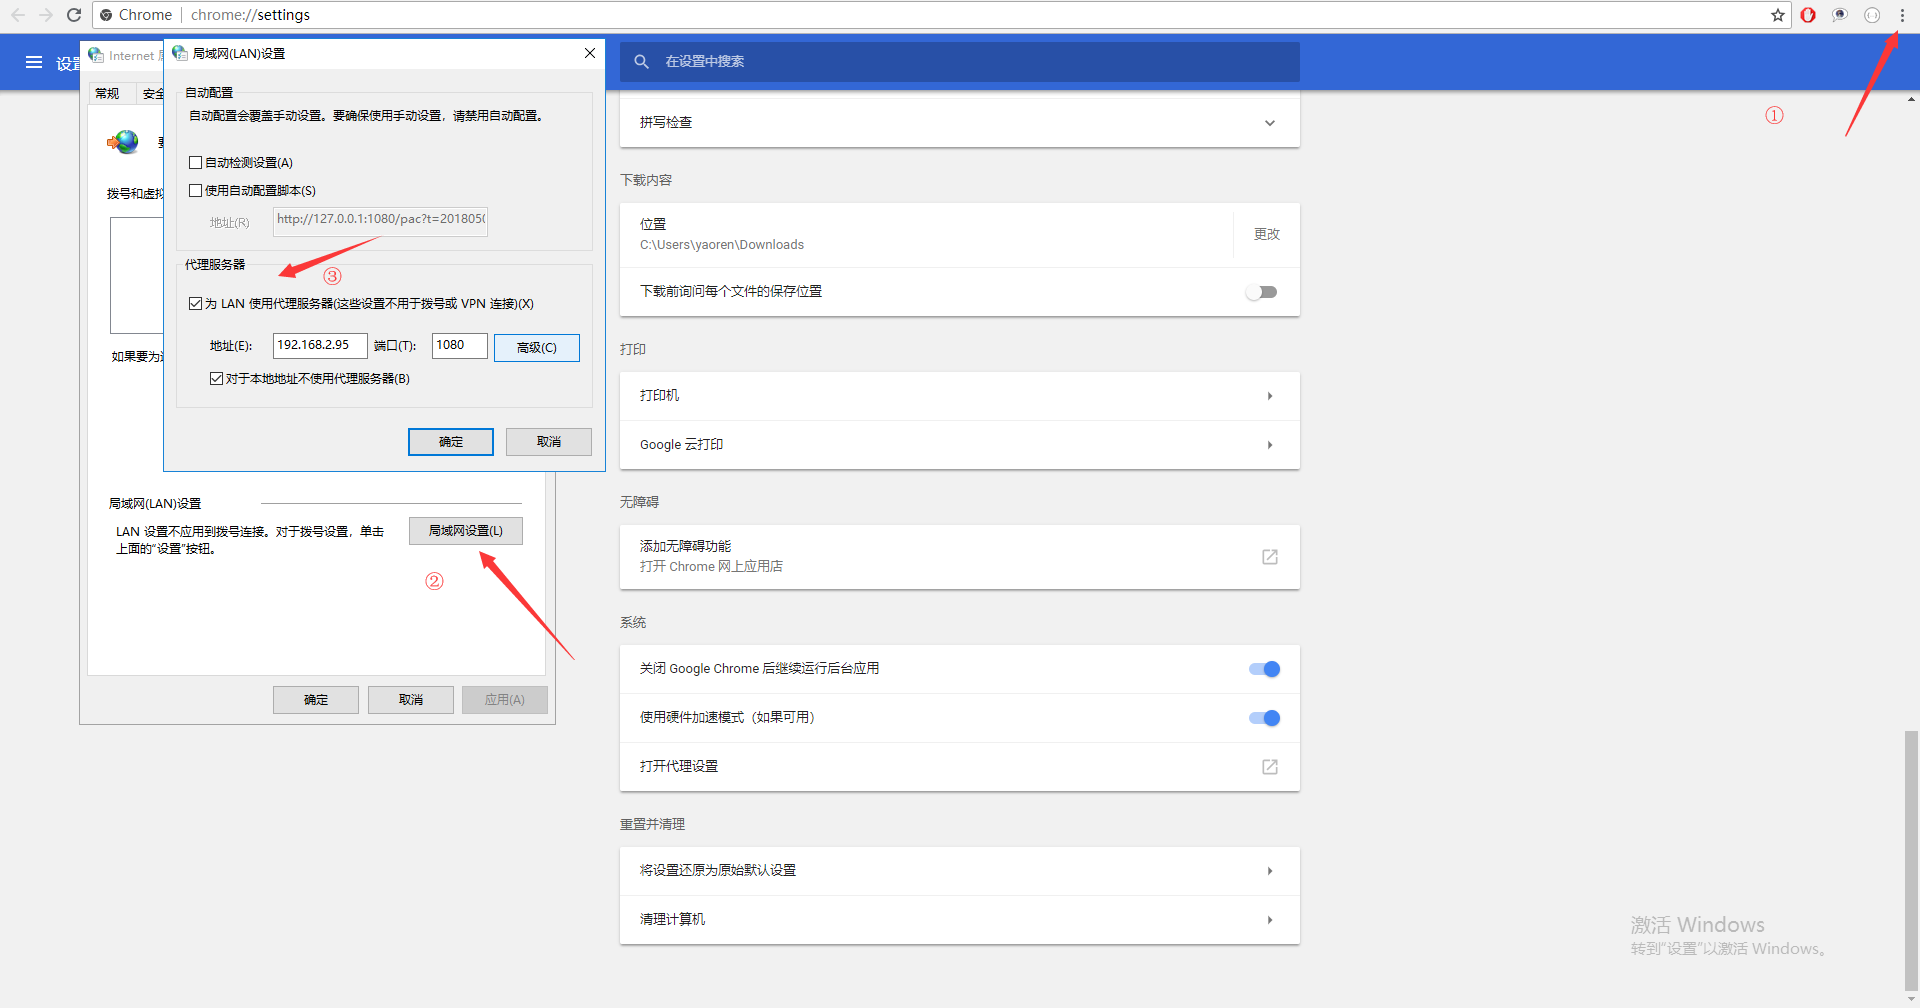 Chrome
chrome://settings
Internet
局域网(LAN)设置
设置
在设置中搜索
①
常规
安全
自动配置
自动配置会覆盖手动设置。要确保使用手动设置，请禁用自动配置。
自动检测设置(A)
使用自动配置脚本(S)
地址(R)
http://127.0.0.1:1080/pac?t=201805
拨号和虚拟
代理服务器
③
为 LAN 使用代理服务器(这些设置不用于拨号或 VPN 连接)(X)
地址(E):
192.168.2.95
端口(T):
1080
高级(C)
如果要为
对于本地地址不使用代理服务器(B)
确定
取消
局域网(LAN)设置
LAN 设置不应用到拨号连接。对于拨号设置，单击
上面的“设置”按钮。
局域网设置(L)
②
确定
取消
应用(A)
拼写检查
下载内容
位置
C:\Users\yaoren\Downloads
更改
下载前询问每个文件的保存位置
打印
打印机
Google 云打印
无障碍
添加无障碍功能
打开 Chrome 网上应用店
系统
关闭 Google Chrome 后继续运行后台应用
使用硬件加速模式（如果可用）
打开代理设置
重置并清理
将设置还原为原始默认设置
清理计算机
激活 Windows
转到“设置”以激活 Windows。